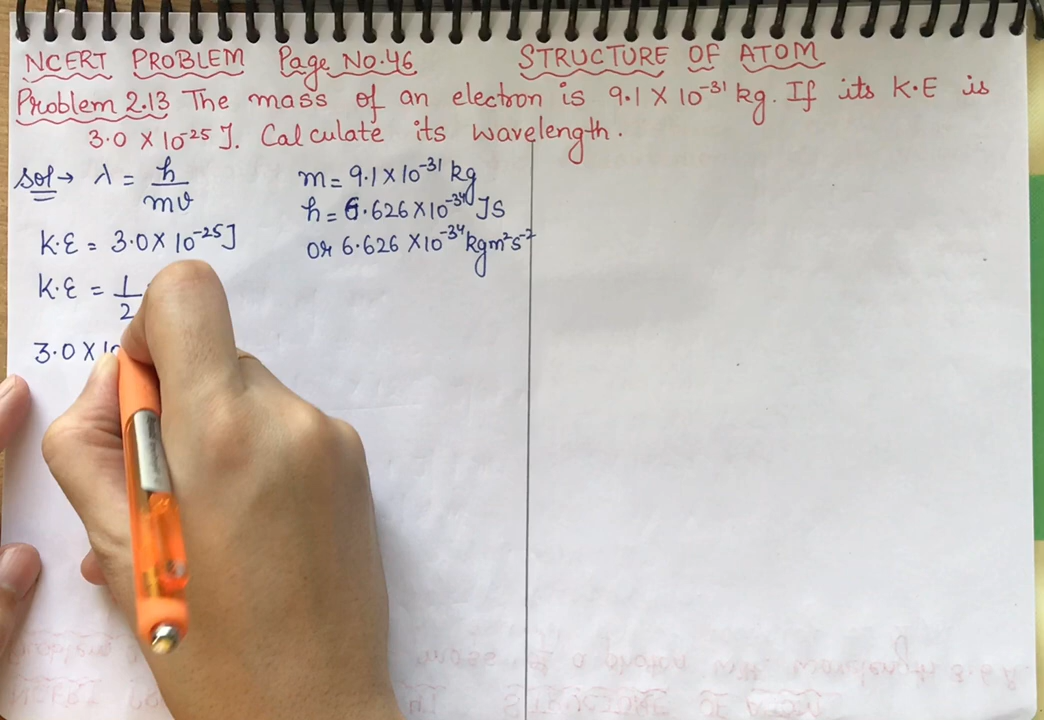 NCERT PROBLEM Page No.46 STRUCTURE OF ATOM
Problem 2.13 The mass of an electron is 9.1 X 10⁻³¹ kg. If its K.E is
3.0 X 10⁻²⁵ J. Calculate its wavelength.
Sol → λ = h/mv
K.E = 3.0 X 10⁻²⁵ J
K.E = 1/2
3.0 X 10
m = 9.1 X 10⁻³¹ kg
h = 6.626 X 10⁻³⁴ JS
or 6.626 X 10⁻³⁴ kgm²s⁻²